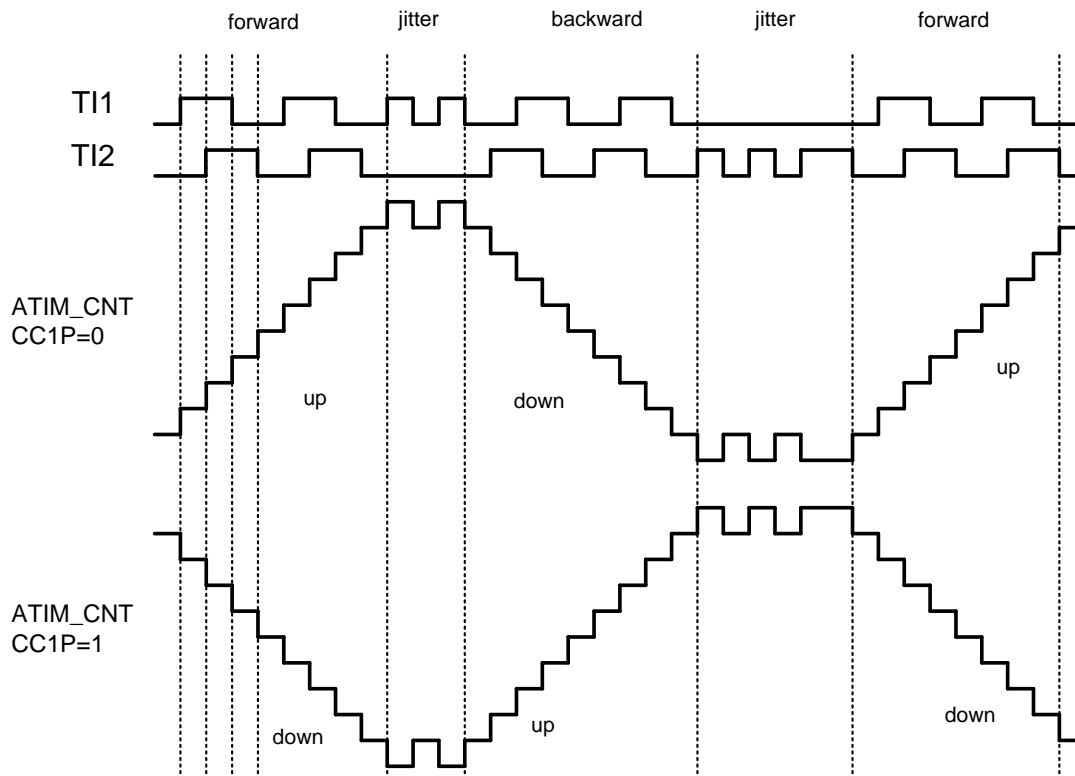 forward jitter backward jitter forward
TI1
TI2
ATIM_CNT
CC1P=0
up
down
up
ATIM_CNT
CC1P=1
down
up
down